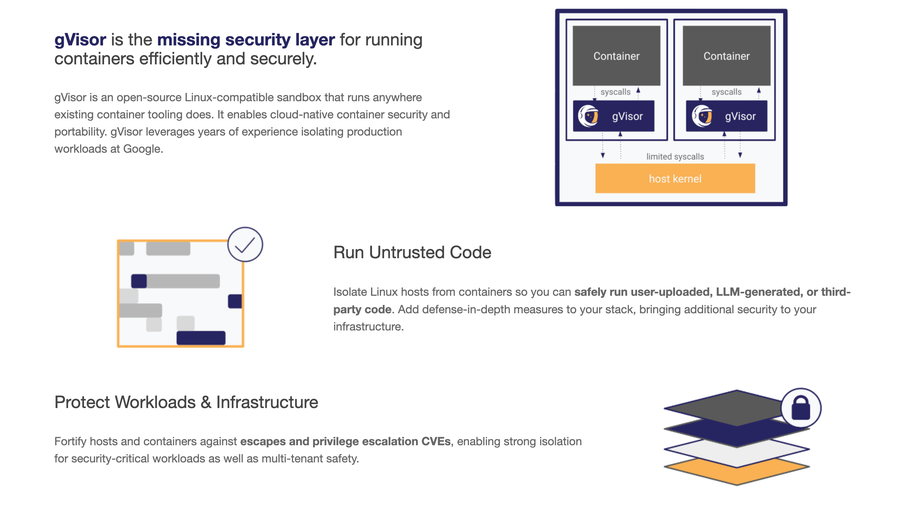 gVisor is the missing security layer for running
containers efficiently and securely.
gVisor is an open-source Linux-compatible sandbox that runs anywhere
existing container tooling does. It enables cloud-native container security and
portability. gVisor leverages years of experience isolating production
workloads at Google.
Container
Container
syscalls
syscalls
gVisor
gVisor
limited syscalls
host kernel
Run Untrusted Code
Isolate Linux hosts from containers so you can safely run user-uploaded, LLM-generated, or third-
party code. Add defense-in-depth measures to your stack, bringing additional security to your
infrastructure.
Protect Workloads & Infrastructure
Fortify hosts and containers against escapes and privilege escalation CVEs, enabling strong isolation
for security-critical workloads as well as multi-tenant safety.